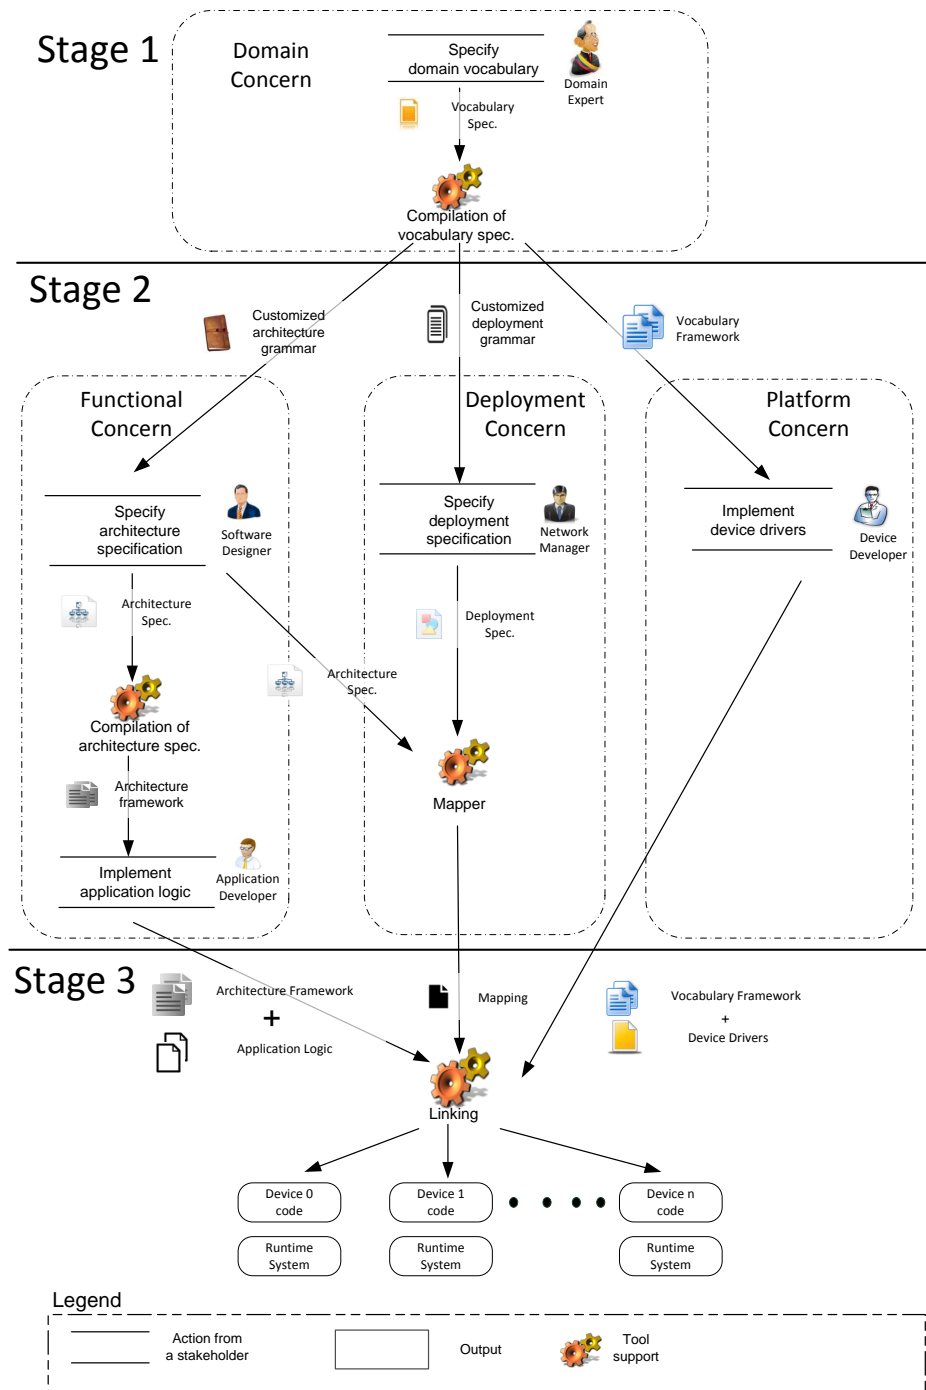 Stage 1
Domain
Concern
Specify
domain vocabulary
Domain
Expert
Vocabulary
Spec.
Compilation of
vocabulary spec.
Stage 2
Customized
architecture
grammar
Customized
deployment
grammar
Vocabulary
Framework
Functional
Concern
Deployment
Concern
Platform
Concern
Specify
architecture
specification
Software
Designer
Specify
deployment
specification
Network
Manager
Implement
device drivers
Device
Developer
Architecture
Spec.
Deployment
Spec.
Architecture
Spec.
Compilation of
architecture spec.
Mapper
Architecture
framework
Implement
application logic
Application
Developer
Stage 3
Architecture Framework
+
Application Logic
Mapping
Vocabulary Framework
+
Device Drivers
Linking
Device 0
code
Device 1
code
Device n
code
Runtime
System
Runtime
System
Runtime
System
Legend
Action from
a stakeholder
Output
Tool
support